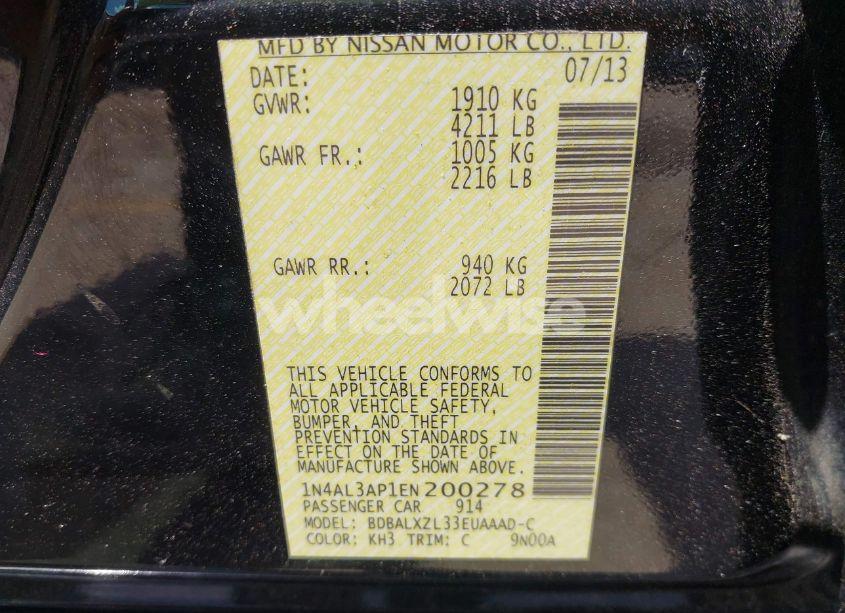 MFD BY NISSAN MOTOR CO., LTD.
DATE: 07/13
GVWR: 1910 KG
4211 LB
GAWR FR.: 1005 KG
2216 LB
GAWR RR.: 940 KG
2072 LB
wheelwise
THIS VEHICLE CONFORMS TO
ALL APPLICABLE FEDERAL
MOTOR VEHICLE SAFETY,
BUMPER, AND THEFT
PREVENTION STANDARDS IN
EFFECT ON THE DATE OF
MANUFACTURE SHOWN ABOVE.
1N4AL3AP1EN200278
PASSENGER CAR 914
MODEL: BDBALXZL33EUAAAD-C
COLOR: KH3 TRIM: C 9N00A